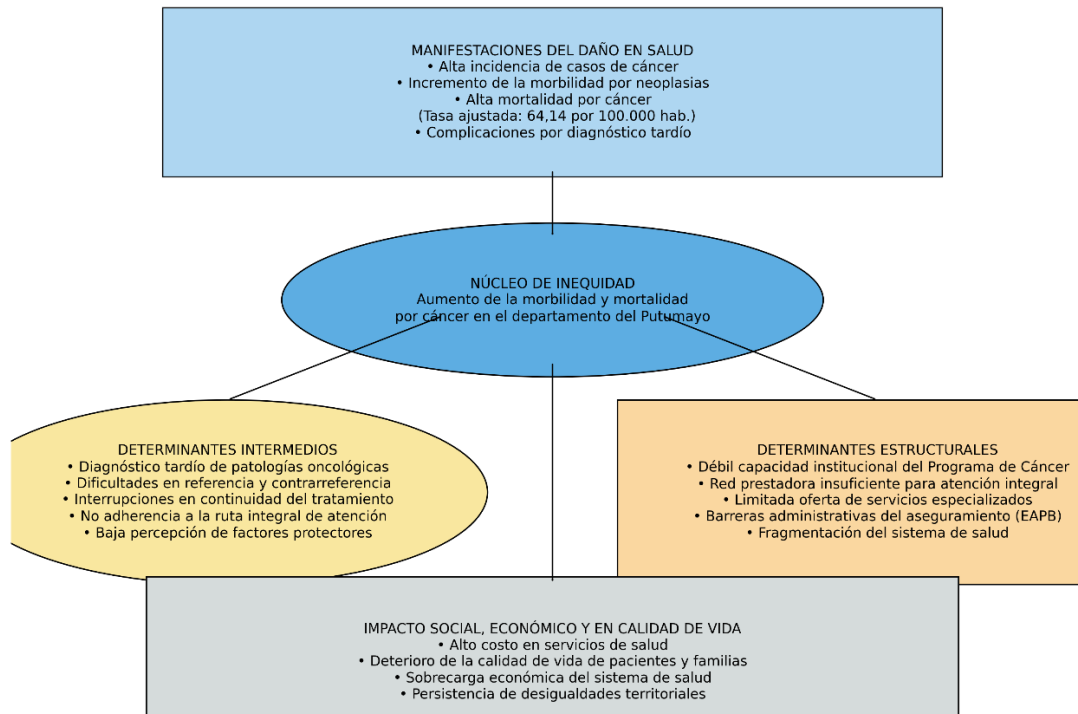 MANIFESTACIONES DEL DAÑO EN SALUD
• Alta incidencia de casos de cáncer
• Incremento de la morbilidad por neoplasias
• Alta mortalidad por cáncer
(Tasa ajustada: 64,14 por 100.000 hab.)
• Complicaciones por diagnóstico tardío
NÚCLEO DE INEQUIDAD
Aumento de la morbilidad y mortalidad
por cáncer en el departamento del Putumayo
DETERMINANTES INTERMEDIOS
• Diagnóstico tardío de patologías oncológicas
• Dificultades en referencia y contrarreferencia
• Interrupciones en continuidad del tratamiento
• No adherencia a la ruta integral de atención
• Baja percepción de factores protectores
DETERMINANTES ESTRUCTURALES
• Débil capacidad institucional del Programa de Cáncer
• Red prestadora insuficiente para atención integral
• Limitada oferta de servicios especializados
• Barreras administrativas del aseguramiento (EAPB)
• Fragmentación del sistema de salud
IMPACTO SOCIAL, ECONÓMICO Y EN CALIDAD DE VIDA
• Alto costo en servicios de salud
• Deterioro de la calidad de vida de pacientes y familias
• Sobrecarga económica del sistema de salud
• Persistencia de desigualdades territoriales